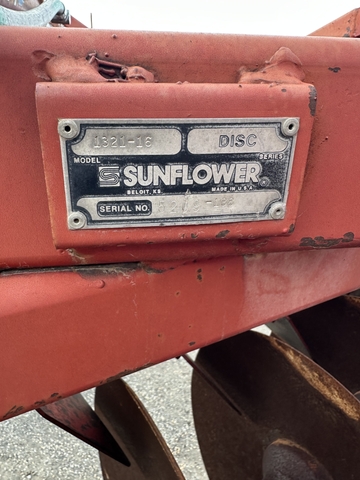 1321-16 DISC
MODEL SERIES
S SUNFLOWER®
BELOIT, KS. MADE IN U.S.A.
SERIAL NO.